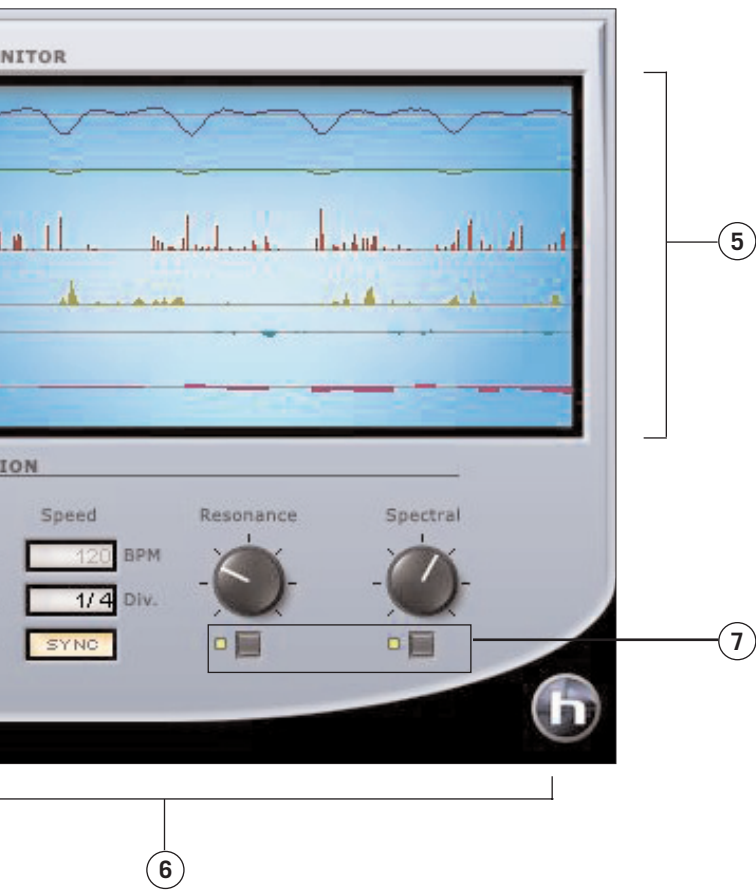 NITOR
5
ION
Speed Resonance Spectral
120 BPM
1/4 Div.
SYNC
7
h
6